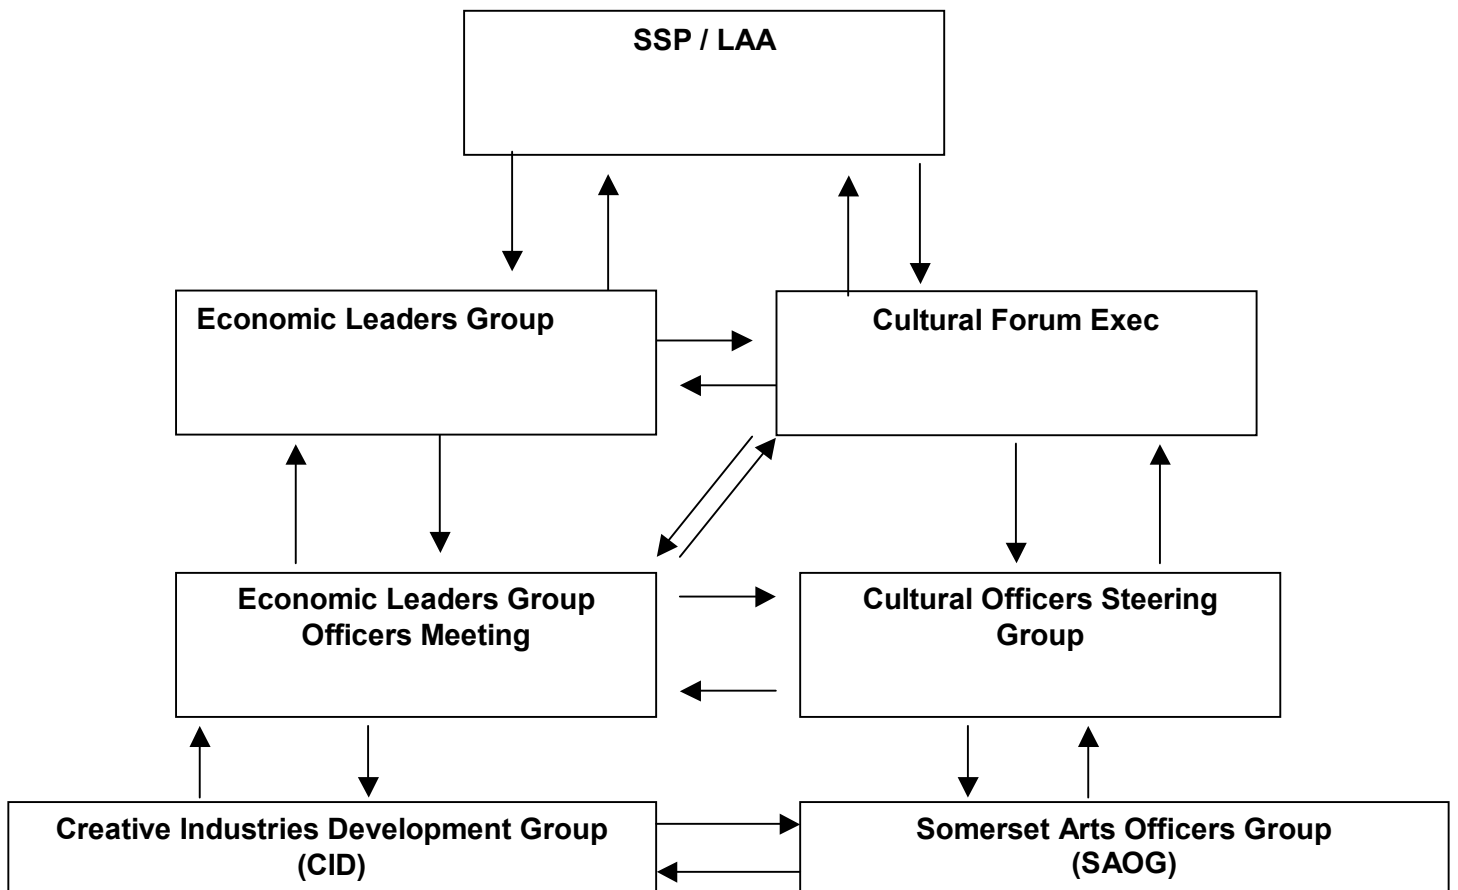 SSP / LAA
Economic Leaders Group
Cultural Forum Exec
Economic Leaders Group
Officers Meeting
Cultural Officers Steering
Group
Creative Industries Development Group
(CID)
Somerset Arts Officers Group
(SAOG)